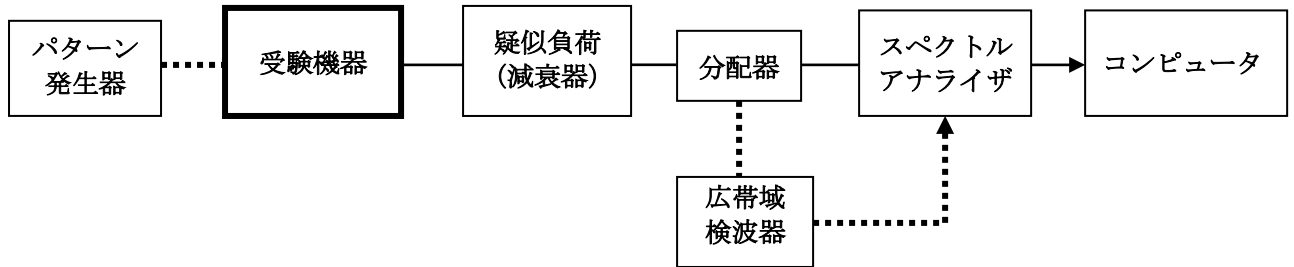 パターン
発生器
受験機器
疑似負荷
(減衰器)
分配器
スペクトル
アナライザ
コンピュータ
広帯域
検波器